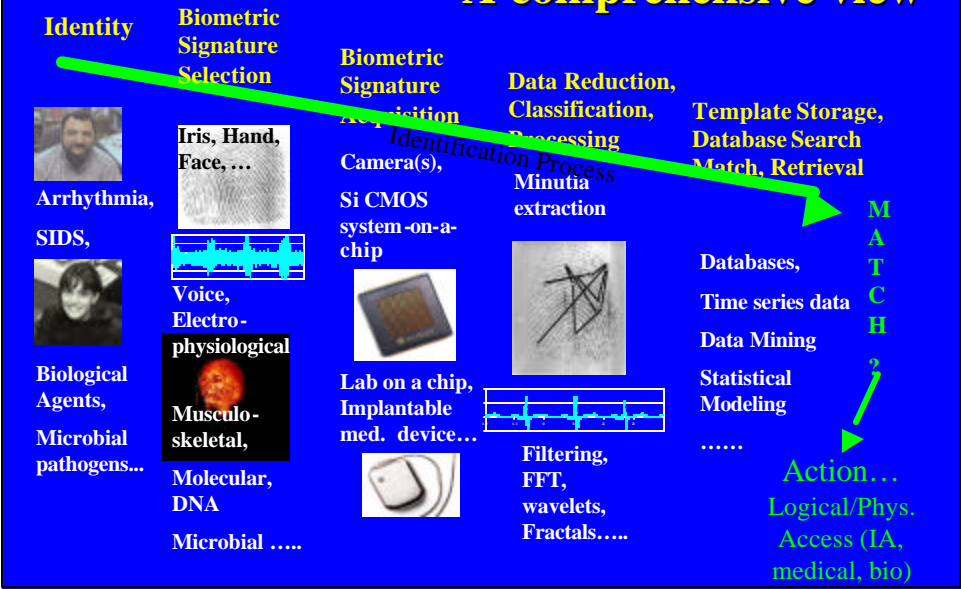 A comprehensive view
Identity
Biometric
Signature
Selection
Biometric
Signature
Acquisition
Data Reduction,
Classification,
Processing
Template Storage,
Database Search
Match, Retrieval
Identification Process
Arrhythmia,
SIDS,
Biological
Agents,
Microbial
pathogens...
Iris, Hand,
Face, …
Voice,
Electro-
physiological
Musculo-
skeletal,
Molecular,
DNA
Microbial …..
Camera(s),
Si CMOS
system-on-a-
chip
Lab on a chip,
Implantable
med. device…
Minutia
extraction
Filtering,
FFT,
wavelets,
Fractals…..
Databases,
Time series data
Data Mining
Statistical
Modeling
……
M
A
T
C
H
?
Action…
Logical/Phys.
Access (IA,
medical, bio)